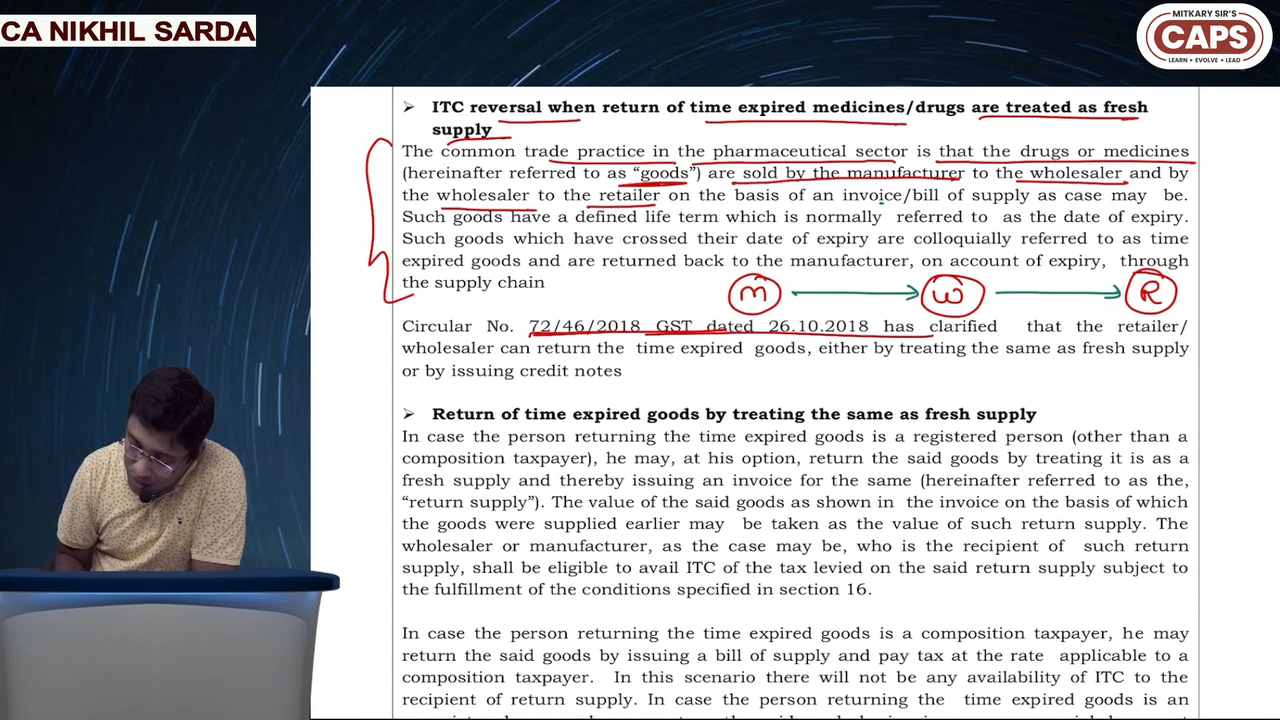 CA NIKHIL SARDA
MITKARY SIR'S
CAPS
LEARN • EVOLVE • LEAD
➢ ITC reversal when return of time expired medicines/drugs are treated as fresh
supply
The common trade practice in the pharmaceutical sector is that the drugs or medicines
(hereinafter referred to as “goods”) are sold by the manufacturer to the wholesaler and by
the wholesaler to the retailer on the basis of an invoice/bill of supply as case may be.
Such goods have a defined life term which is normally referred to as the date of expiry.
Such goods which have crossed their date of expiry are colloquially referred to as time
expired goods and are returned back to the manufacturer, on account of expiry, through
the supply chain
M W R
Circular No. 72/46/2018 GST dated 26.10.2018 has clarified that the retailer/
wholesaler can return the time expired goods, either by treating the same as fresh supply
or by issuing credit notes
➢ Return of time expired goods by treating the same as fresh supply
In case the person returning the time expired goods is a registered person (other than a
composition taxpayer), he may, at his option, return the said goods by treating it is as a
fresh supply and thereby issuing an invoice for the same (hereinafter referred to as the,
“return supply”). The value of the said goods as shown in the invoice on the basis of which
the goods were supplied earlier may be taken as the value of such return supply. The
wholesaler or manufacturer, as the case may be, who is the recipient of such return
supply, shall be eligible to avail ITC of the tax levied on the said return supply subject to
the fulfillment of the conditions specified in section 16.
In case the person returning the time expired goods is a composition taxpayer, he may
return the said goods by issuing a bill of supply and pay tax at the rate applicable to a
composition taxpayer. In this scenario there will not be any availability of ITC to the
recipient of return supply. In case the person returning the time expired goods is an